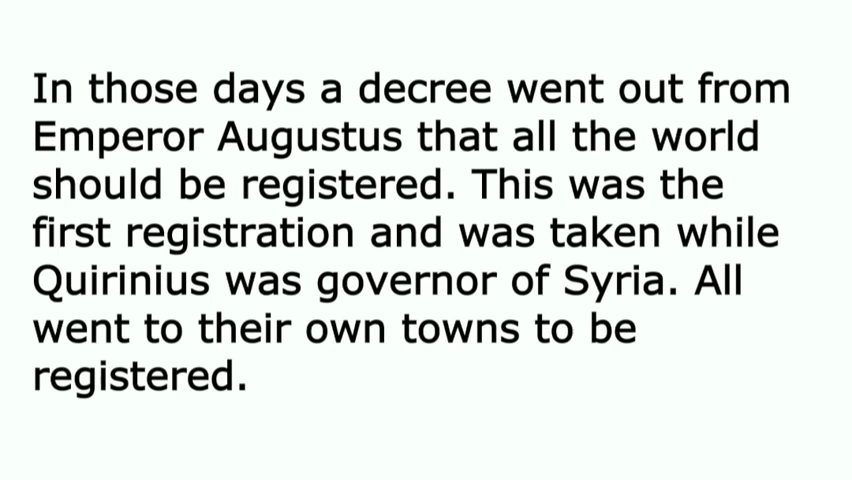 In those days a decree went out from
Emperor Augustus that all the world
should be registered. This was the
first registration and was taken while
Quirinius was governor of Syria. All
went to their own towns to be
registered.